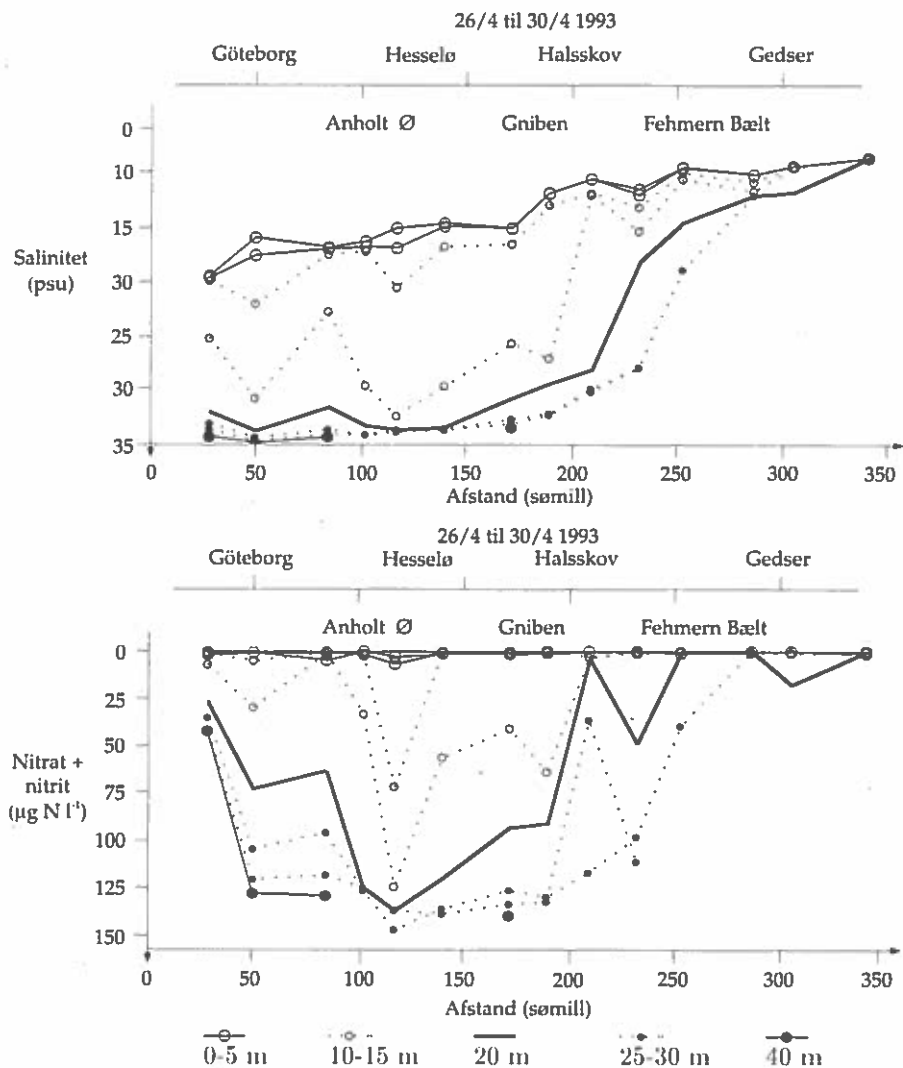 26/4 til 30/4 1993
Göteborg Hesselø Halsskov Gedser
Anholt Ø Gniben Fehmern Bælt
0
10
15
30
25
30
35
Salinitet
(psu)
0 50 100 150 200 250 300 350
Afstand (sømill)
26/4 til 30/4 1993
Göteborg Hesselø Halsskov Gedser
Anholt Ø Gniben Fehmern Bælt
0
25
50
75
100
125
150
Nitrat +
nitrit
(µg N l⁻¹)
0 50 100 150 200 250 300 350
Afstand (sømill)
0-5 m 10-15 m 20 m 25-30 m 40 m